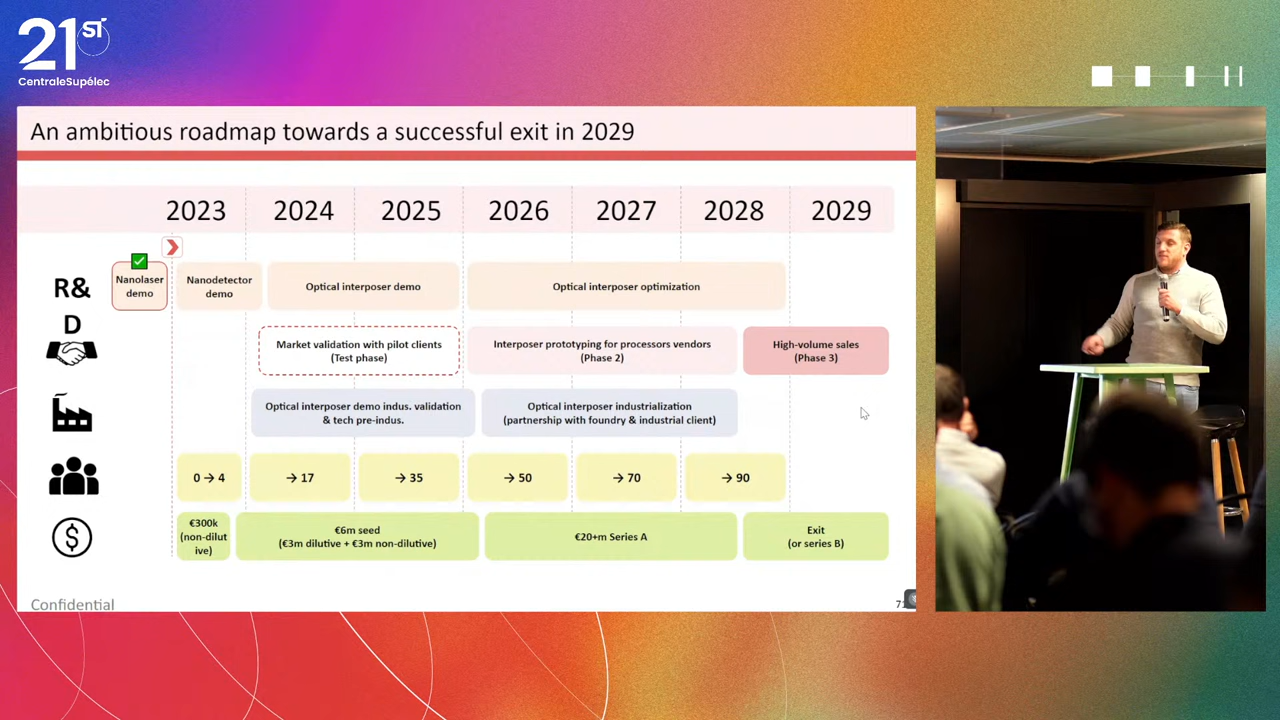 21ST
CentraleSupélec
An ambitious roadmap towards a successful exit in 2029
2023 2024 2025 2026 2027 2028 2029
R&
D
Nanolaser
demo
Nanodetector
demo
Optical interposer demo
Optical interposer optimization
Market validation with pilot clients
(Test phase)
Interposer prototyping for processors vendors
(Phase 2)
High-volume sales
(Phase 3)
Optical interposer demo indus. validation
& tech pre-indus.
Optical interposer industrialization
(partnership with foundry & industrial client)
0 → 4
→ 17
→ 35
→ 50
→ 70
→ 90
$
€300k
(non-dilut
ive)
€6m seed
(€3m dilutive + €3m non-dilutive)
€20+m Series A
Exit
(or series B)
Confidential